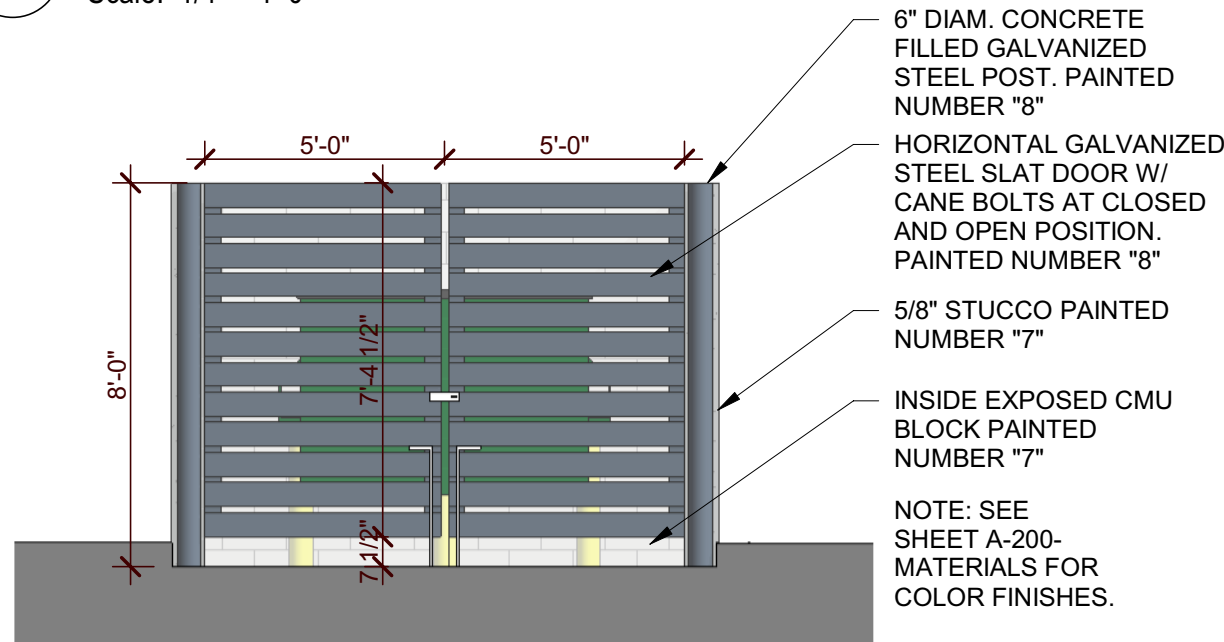 6" DIAM. CONCRETE
FILLED GALVANIZED
STEEL POST. PAINTED
NUMBER "8"
HORIZONTAL GALVANIZED
STEEL SLAT DOOR W/
CANE BOLTS AT CLOSED
AND OPEN POSITION.
PAINTED NUMBER "8"
5/8" STUCCO PAINTED
NUMBER "7"
INSIDE EXPOSED CMU
BLOCK PAINTED
NUMBER "7"
NOTE: SEE
SHEET A-200-
MATERIALS FOR
COLOR FINISHES.
5'-0"
5'-0"
8'-0"
7'-4 1/2"
7 1/2"